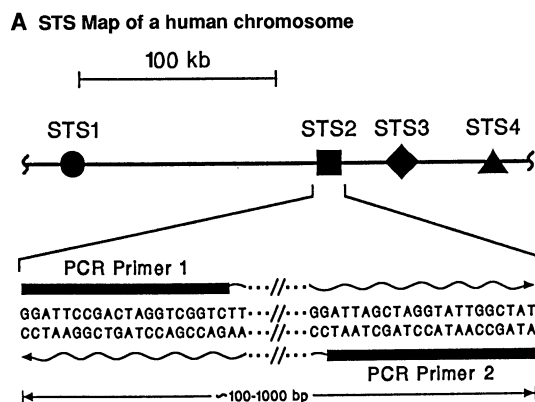 A STS Map of a human chromosome
100 kb
STS1 STS2 STS3 STS4
PCR Primer 1
GGATTCCGACTAGGTCGGTCTT···//···GGATTAGCTAGGTATTGGCTAT
CCTAAGGCTGATCCAGCCAGAA···//···CCTAATCGATCCATAACCGATA
PCR Primer 2
~100-1000 bp